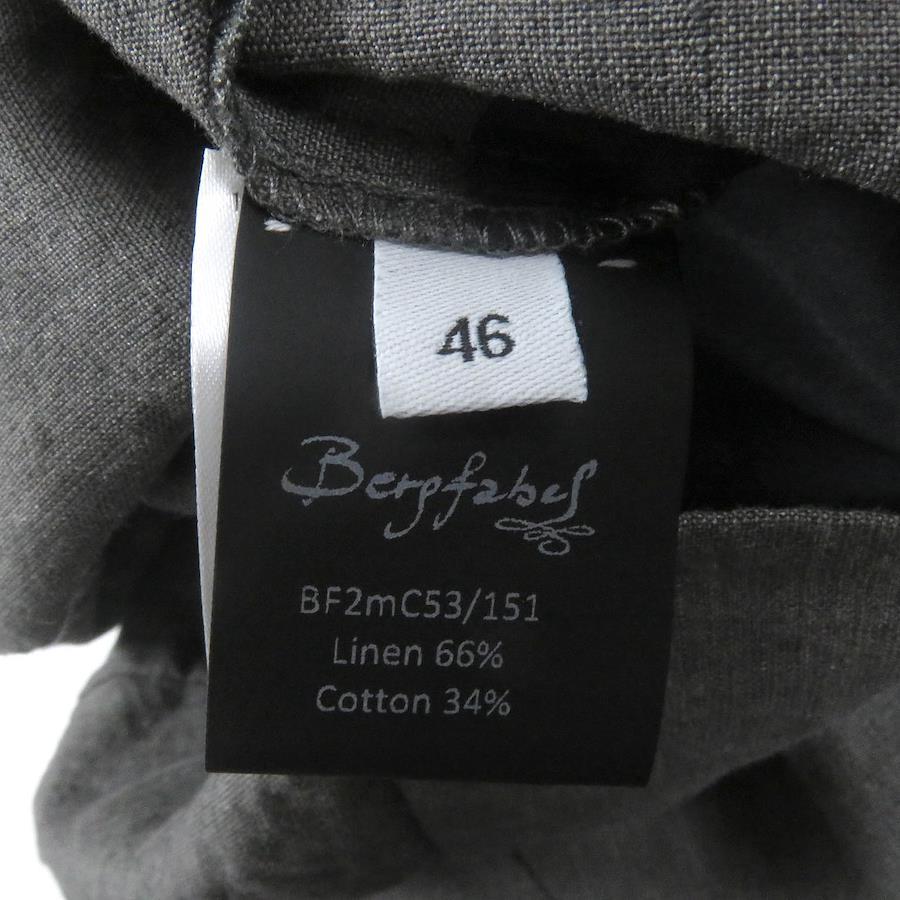 46
Bergfabel
BF2mC53/151
Linen 66%
Cotton 34%